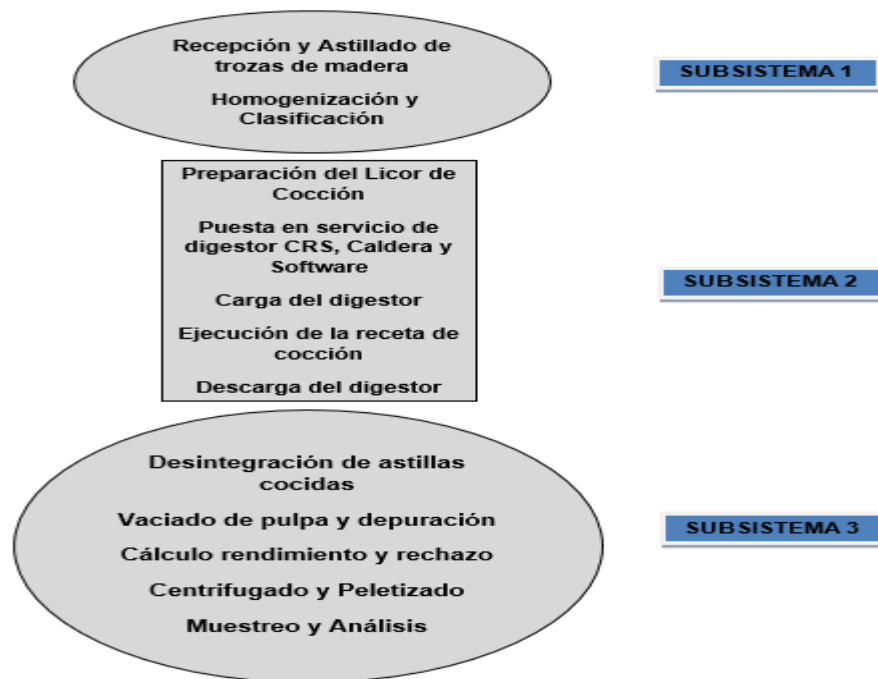 Recepción y Astillado de
trozas de madera
Homogenización y
Clasificación
SUBSISTEMA 1
Preparación del Licor de
Cocción
Puesta en servicio de
digestor CRS, Caldera y
Software
Carga del digestor
Ejecución de la receta de
cocción
Descarga del digestor
SUBSISTEMA 2
Desintegración de astillas
cocidas
Vaciado de pulpa y depuración
Cálculo rendimiento y rechazo
Centrifugado y Peletizado
Muestreo y Análisis
SUBSISTEMA 3